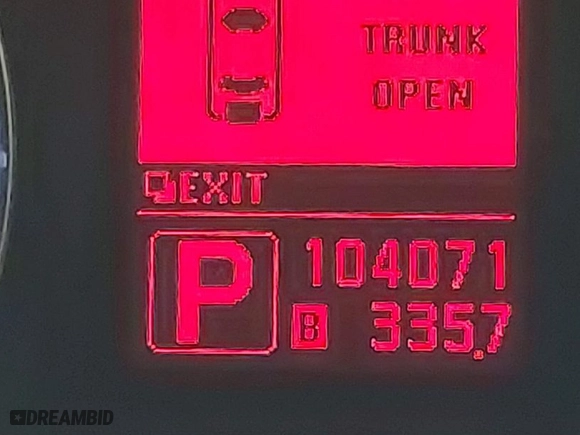 TRUNK
OPEN
EXIT
P
104071
B 335.7
DREAMBID